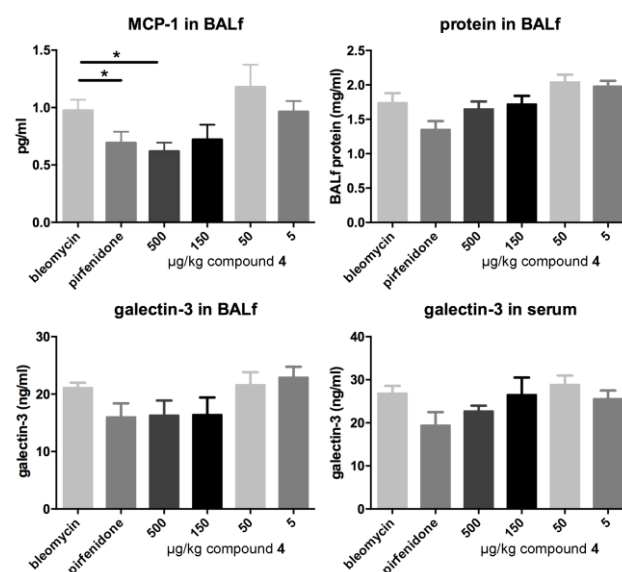 MCP-1 in BALf
pg/ml
1.5
1.0
0.5
0.0
*
*
bleomycin
pirfenidone
500
150
50
5
µg/kg compound 4
protein in BALf
BALf protein (mg/ml)
2.5
2.0
1.5
1.0
0.5
0.0
bleomycin
pirfenidone
500
150
50
5
µg/kg compound 4
galectin-3 in BALf
galectin-3 (ng/ml)
30
20
10
0
bleomycin
pirfenidone
500
150
50
5
µg/kg compound 4
galectin-3 in serum
galectin-3 (ng/ml)
40
30
20
10
0
bleomycin
pirfenidone
500
150
50
5
µg/kg compound 4